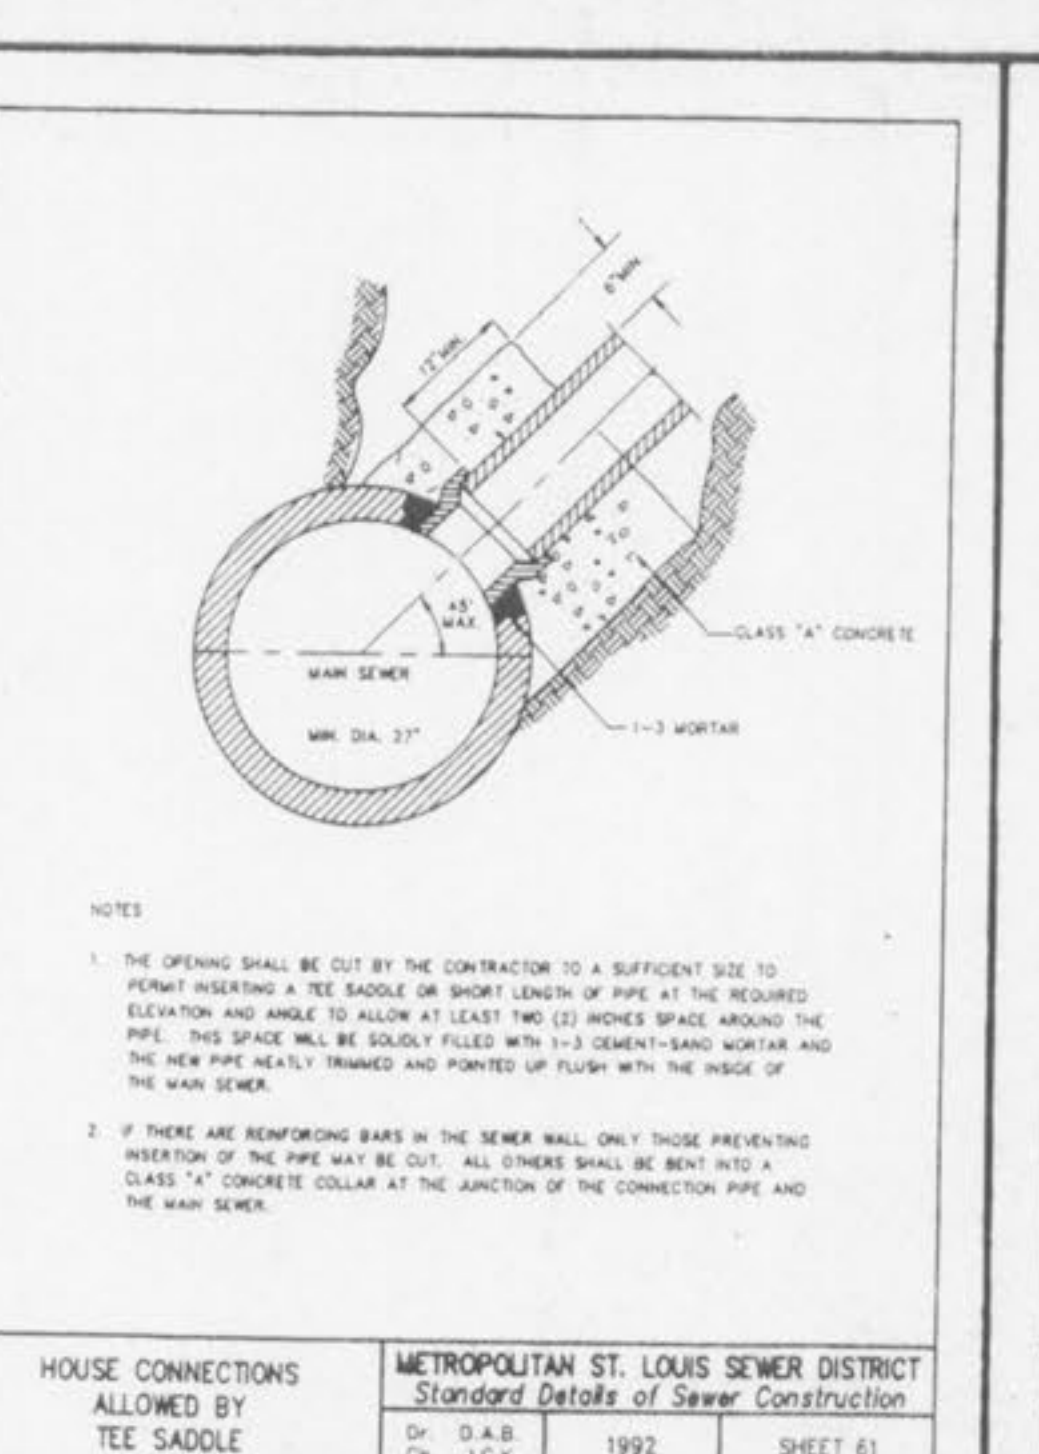 6" MIN.
12" MIN.
45°
MAX.
CLASS "A" CONCRETE
MAIN SEWER
1-3 MORTAR
MIN. DIA. 27"
NOTES
1. THE OPENING SHALL BE CUT BY THE CONTRACTOR TO A SUFFICIENT SIZE TO
PERMIT INSERTING A TEE SADDLE OR SHORT LENGTH OF PIPE AT THE REQUIRED
ELEVATION AND ANGLE TO ALLOW AT LEAST TWO (2) INCHES SPACE AROUND THE
PIPE. THIS SPACE WILL BE SOLIDLY FILLED WITH 1-3 CEMENT-SAND MORTAR AND
THE NEW PIPE NEATLY TRIMMED AND POINTED UP FLUSH WITH THE INSIDE OF
THE MAIN SEWER.
2. IF THERE ARE REINFORCING BARS IN THE SEWER WALL, ONLY THOSE PREVENTING
INSERTION OF THE PIPE MAY BE CUT. ALL OTHERS SHALL BE BENT INTO A
CLASS "A" CONCRETE COLLAR AT THE JUNCTION OF THE CONNECTION PIPE AND
THE MAIN SEWER.
HOUSE CONNECTIONS
ALLOWED BY
TEE SADDLE
METROPOLITAN ST. LOUIS SEWER DISTRICT
Standard Details of Sewer Construction
Dr. D.A.B.
1992
SHEET 61